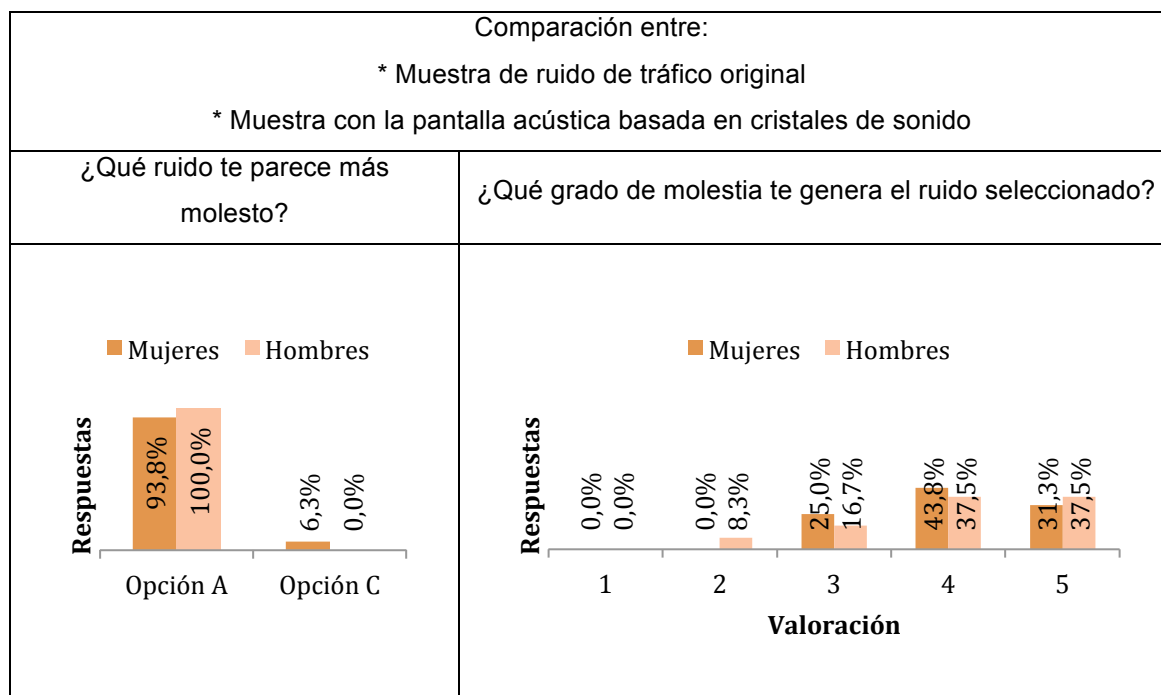 Comparación entre:
* Muestra de ruido de tráfico original
* Muestra con la pantalla acústica basada en cristales de sonido
¿Qué ruido te parece más
molesto?
¿Qué grado de molestia te genera el ruido seleccionado?
Mujeres Hombres
Respuestas
93,8% 100,0% 6,3% 0,0%
Opción A Opción C
Mujeres Hombres
Respuestas
0,0% 0,0% 0,0% 8,3% 25,0% 16,7% 43,8% 37,5% 31,3% 37,5%
1 2 3 4 5
Valoración